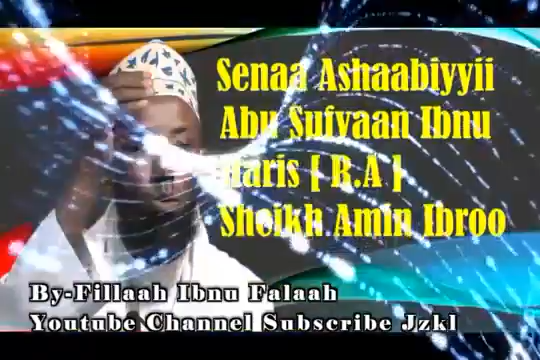 Senaa Ashaabiyyii
Abu Sufyaan Ibnu
Haris [ R.A ]
Sheikh Amin Ibroo
By-Fillaah Ibnu Falaah
Youtube Channel Subscribe Jzkl